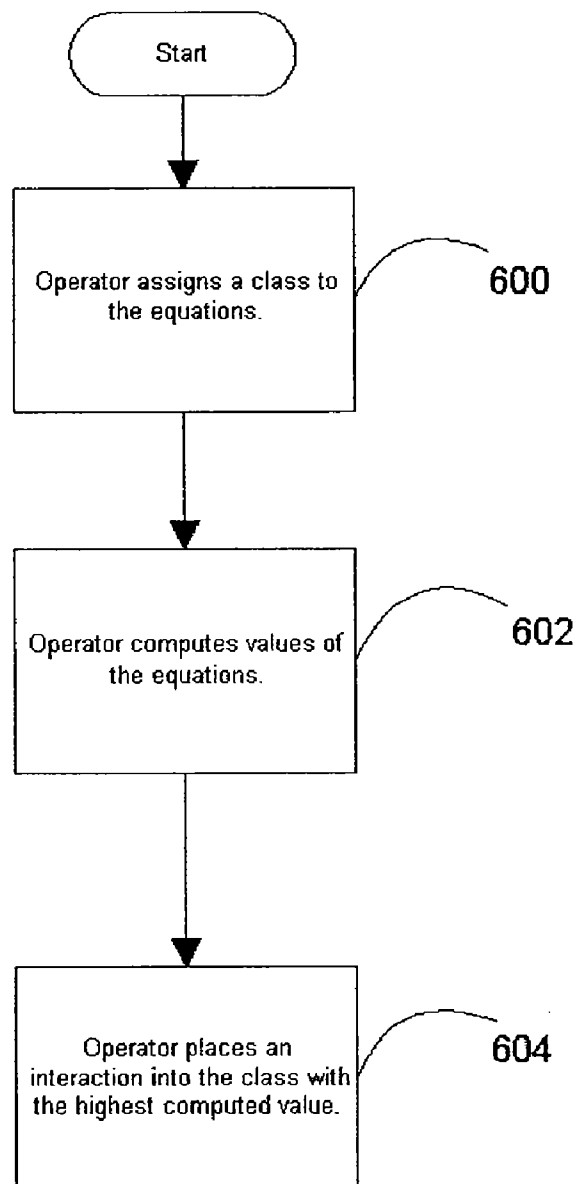 Start
Operator assigns a class to
the equations.
600
Operator computes values of
the equations.
602
Operator places an
interaction into the class with
the highest computed value.
604